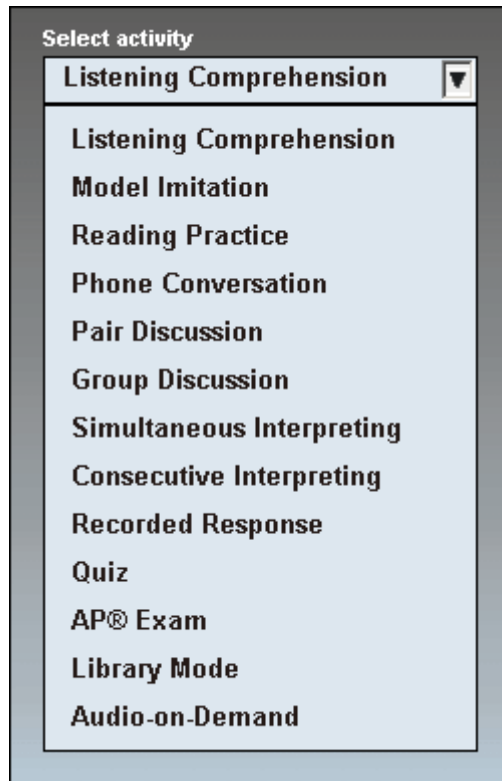 Select activity
Listening Comprehension
Listening Comprehension
Model Imitation
Reading Practice
Phone Conversation
Pair Discussion
Group Discussion
Simultaneous Interpreting
Consecutive Interpreting
Recorded Response
Quiz
AP® Exam
Library Mode
Audio-on-Demand